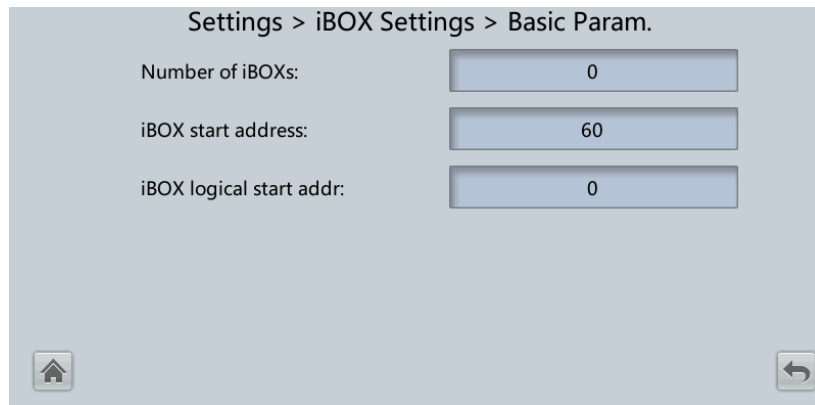 Settings > iBOX Settings > Basic Param.
Number of iBOXs: 0
iBOX start address: 60
iBOX logical start addr: 0